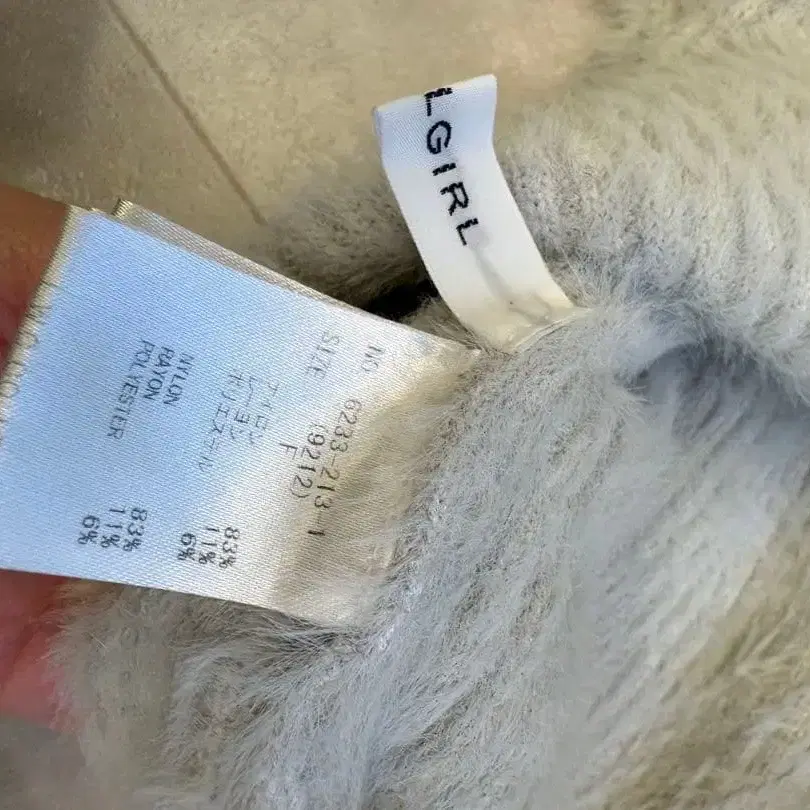 LGIRL
NO 6233-213 1
(9212)
SIZE F
ナイロン 83%
レーヨン 11%
ポリエステル 6%
NYLON 83%
RAYON 11%
POLYESTER 6%